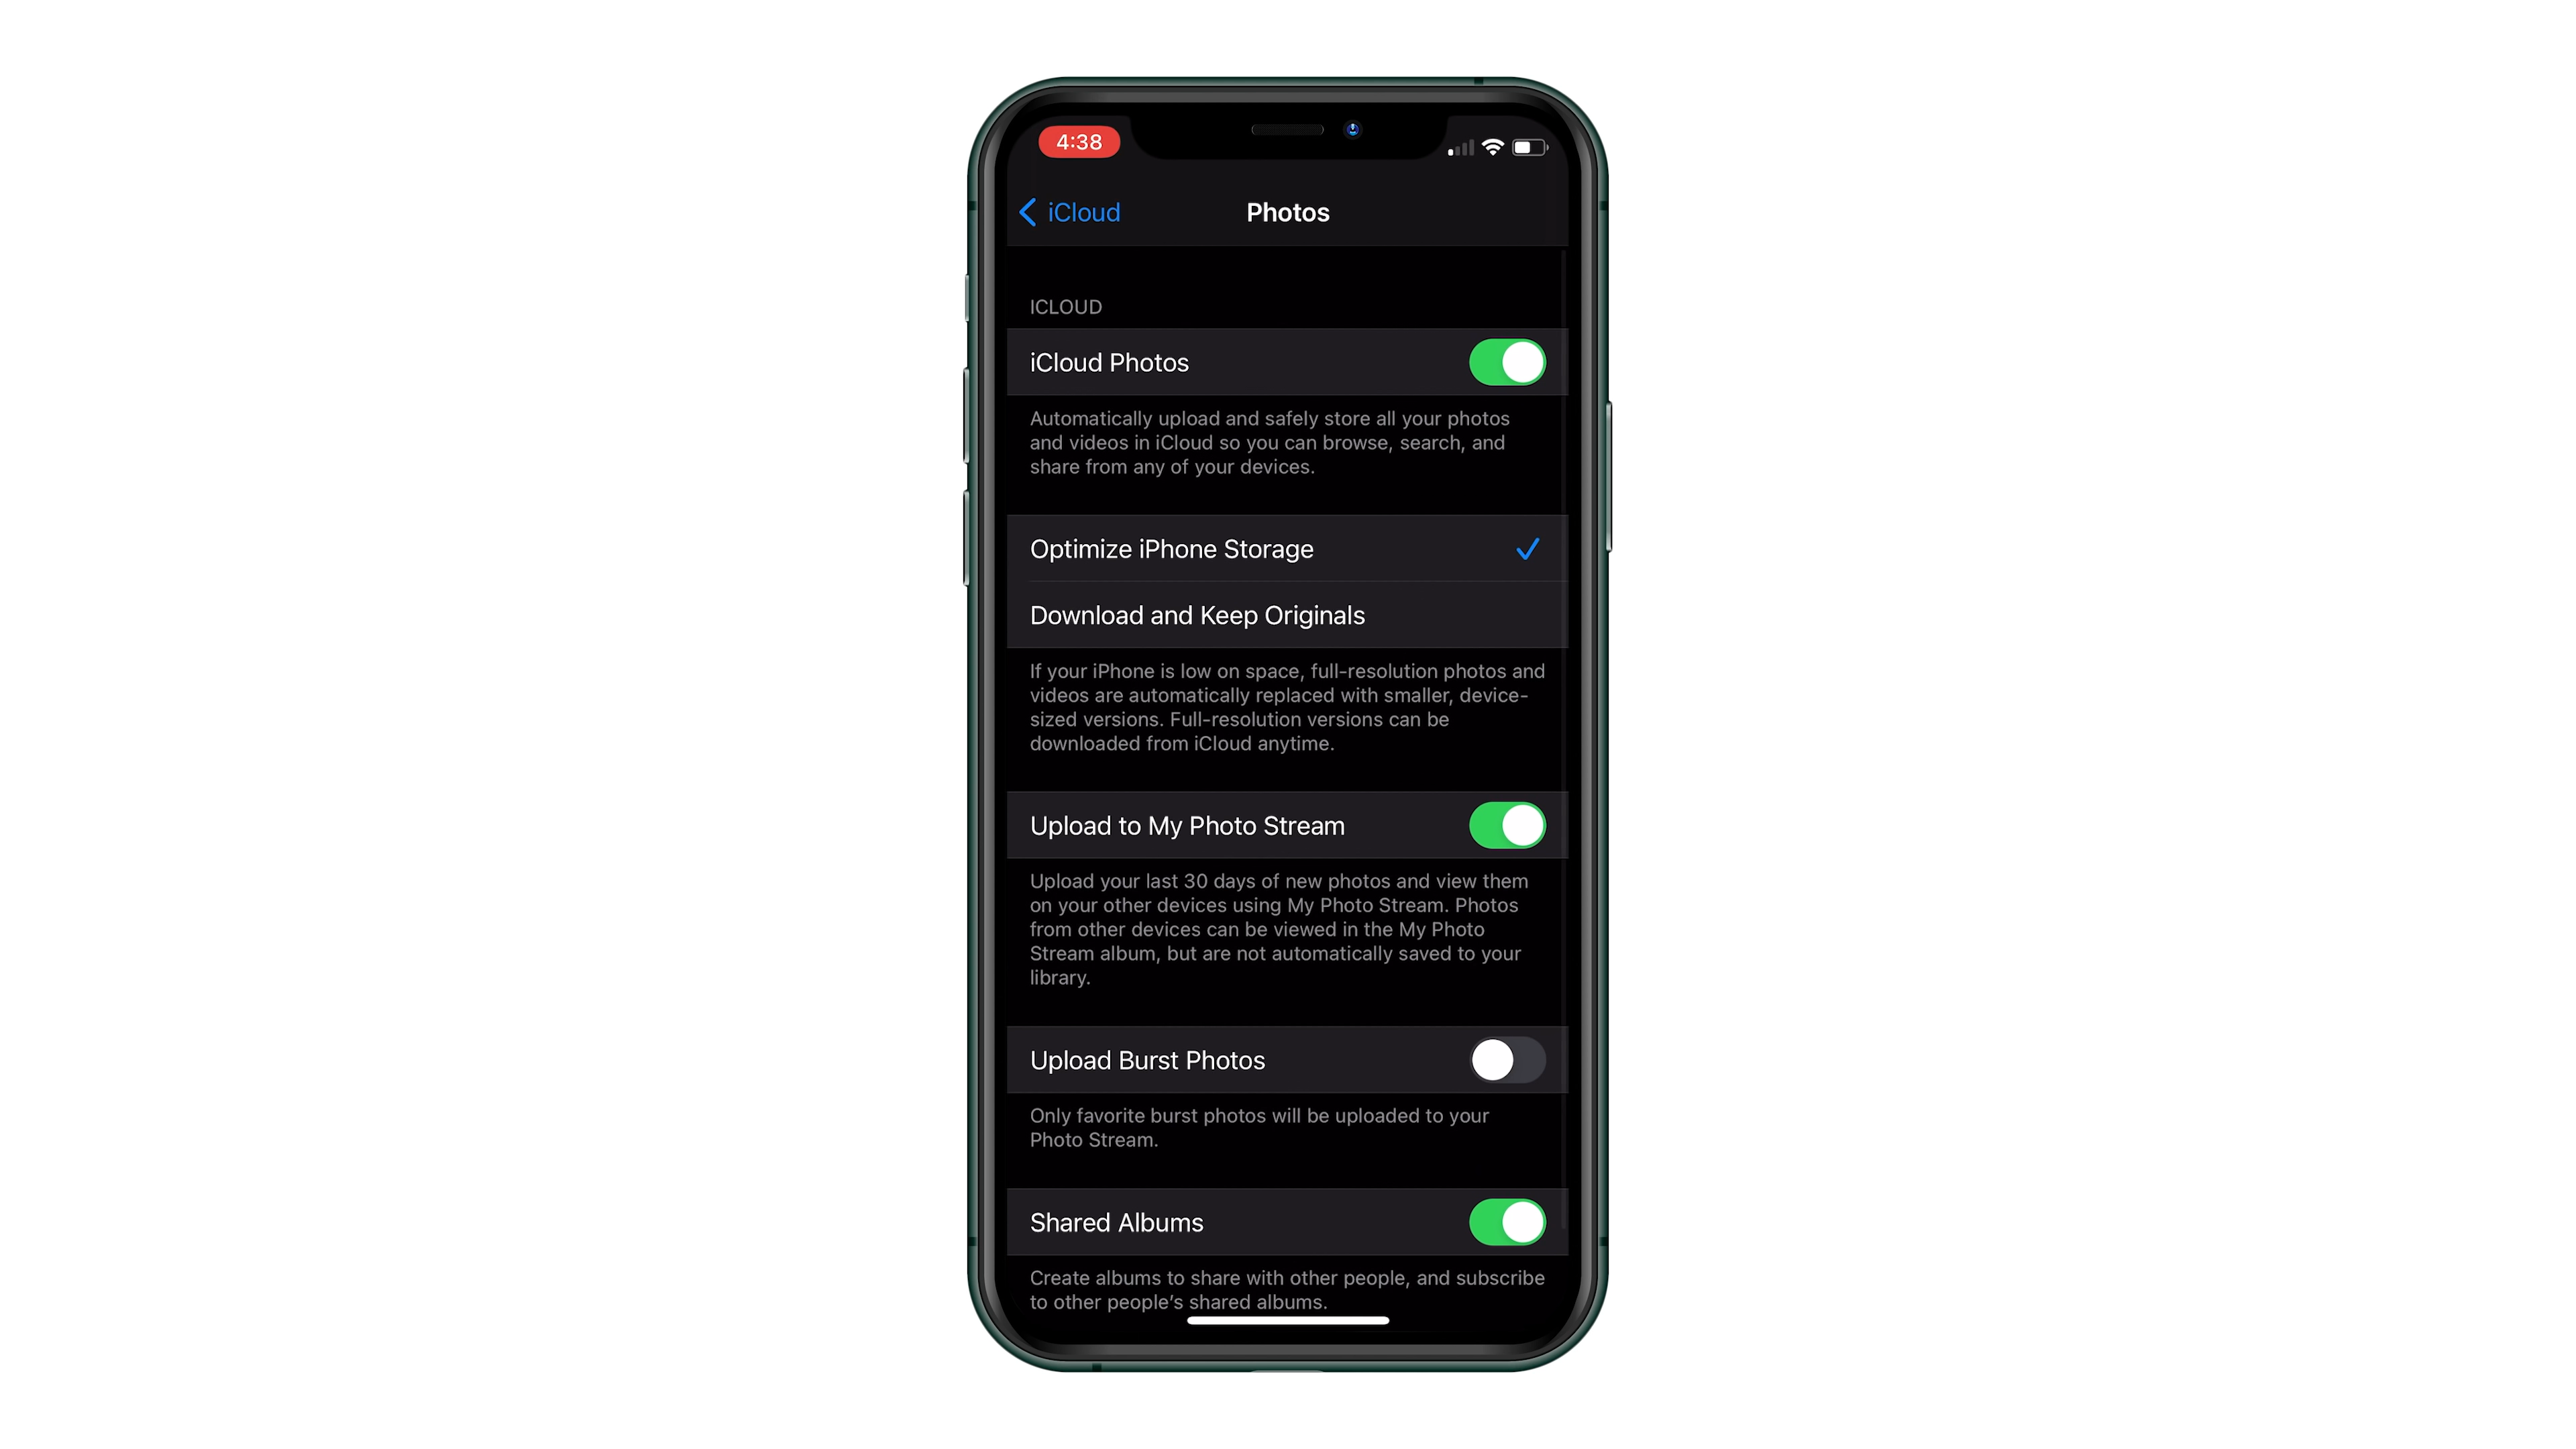 4:38
iCloud
Photos
ICLOUD
iCloud Photos
Automatically upload and safely store all your photos
and videos in iCloud so you can browse, search, and
share from any of your devices.
Optimize iPhone Storage
Download and Keep Originals
If your iPhone is low on space, full-resolution photos and
videos are automatically replaced with smaller, device-
sized versions. Full-resolution versions can be
downloaded from iCloud anytime.
Upload to My Photo Stream
Upload your last 30 days of new photos and view them
on your other devices using My Photo Stream. Photos
from other devices can be viewed in the My Photo
Stream album, but are not automatically saved to your
library.
Upload Burst Photos
Only favorite burst photos will be uploaded to your
Photo Stream.
Shared Albums
Create albums to share with other people, and subscribe
to other people’s shared albums.